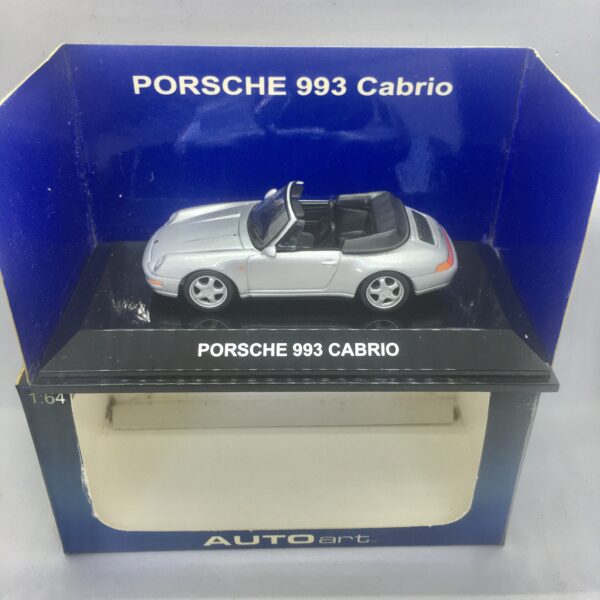 PORSCHE 993 Cabrio
PORSCHE 993 CABRIO
1:64
AUTOart